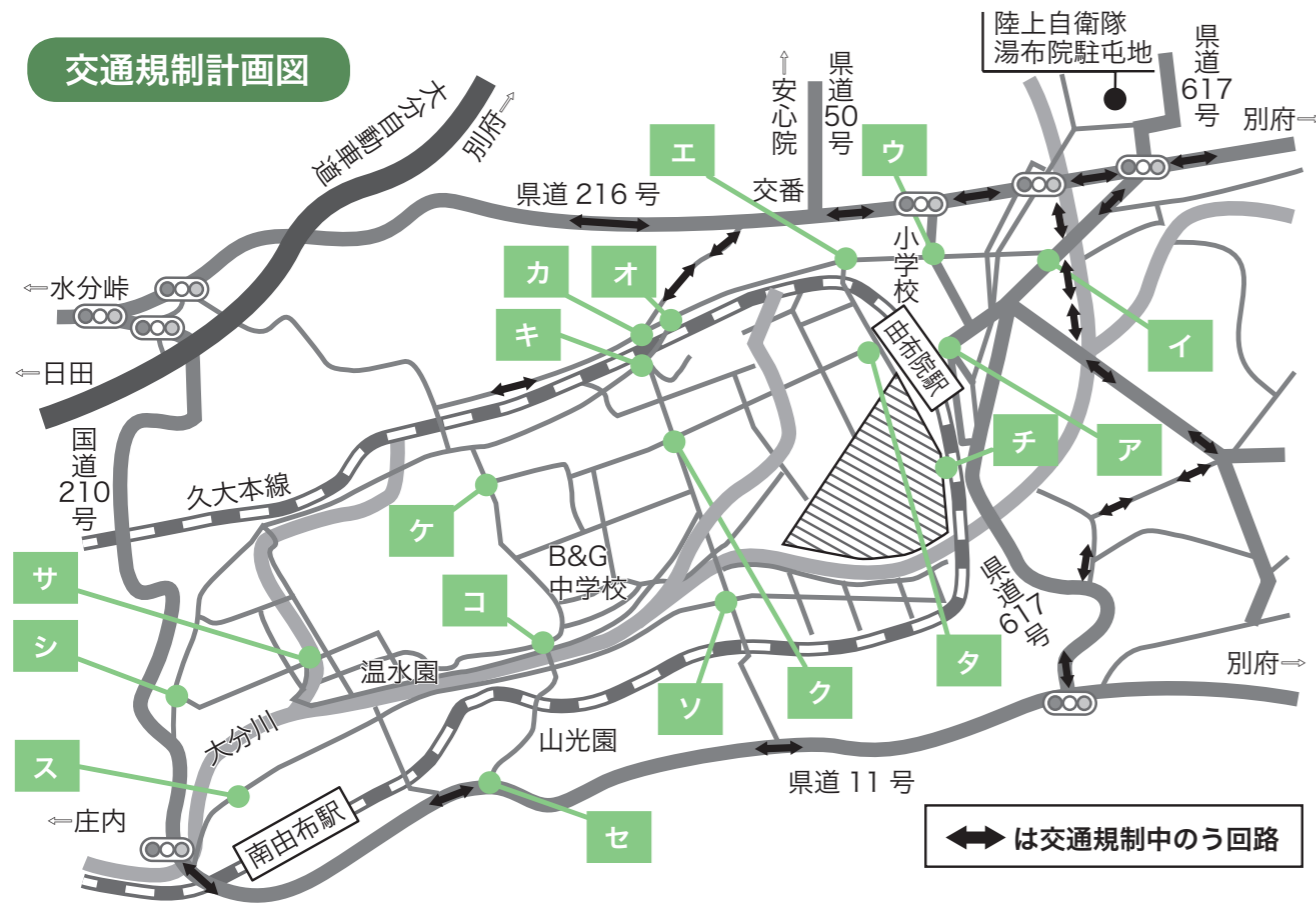 交通規制計画図
大分自動車道
別府⇨
⇦安心院
県道50号
陸上自衛隊
湯布院駐屯地
県道617号
別府⇨
エ
ウ
交番
県道 216 号
小学校
カ
オ
キ
⇦水分峠
⇦日田
由布院駅
イ
国道210号
久大本線
チ
ア
ケ
B&G
中学校
サ
コ
県道617号
シ
温水園
タ
別府⇨
ソ
ク
大分川
山光園
ス
県道 11 号
⇦庄内
南由布駅
セ
は交通規制中のう回路